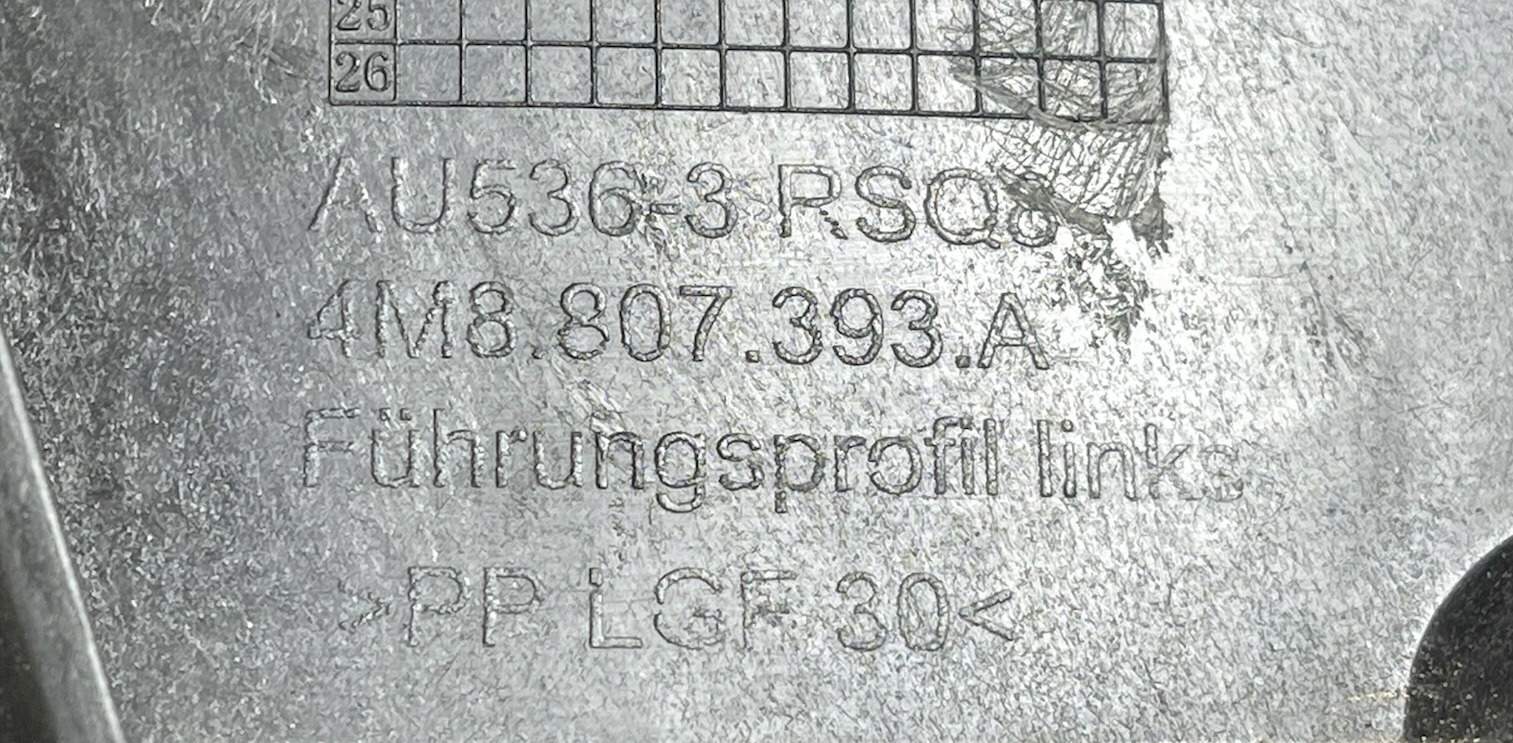 25
26
AU536-3 RSQ8
4M8.807.393.A
Führungsprofil links
>PP LGF 30<